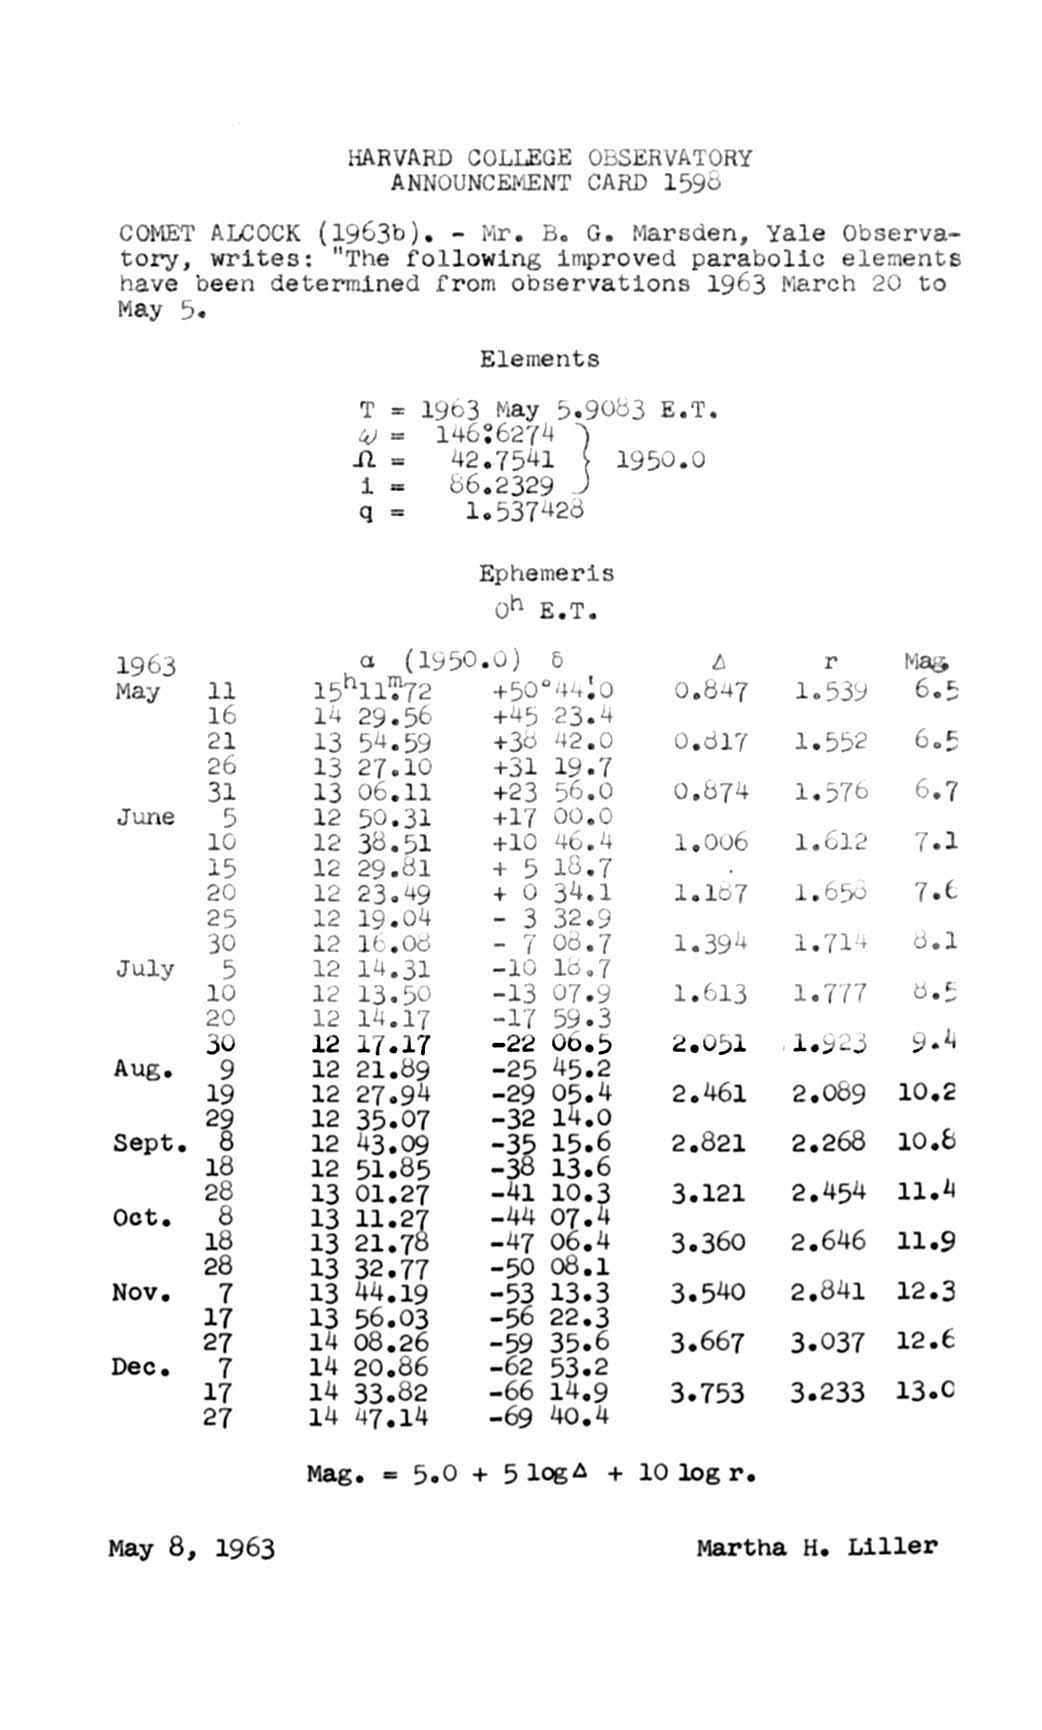 HARVARD COLLEGE OBSERVATORY
ANNOUNCEMENT CARD 1598
COMET ALCOCK (1963b). - Mr. B. G. Marsden, Yale Observa-
tory, writes: "The following improved parabolic elements
have been determined from observations 1963 March 20 to
May 5.
Elements
T = 1963 May 5.9083 E.T.
ω = 146°.6274
Ω = 42.7541 } 1950.0
i = 86.2329
q = 1.537428
Ephemeris
0h E.T.
1963 α (1950.0) δ Δ r Mag.
May 11 15h11m.72 +50°44'.0 0.847 1.539 6.5
16 14 29.56 +45 23.4
21 13 54.59 +38 42.0 0.817 1.552 6.5
26 13 27.10 +31 19.7
31 13 06.11 +23 56.0 0.874 1.576 6.7
June 5 12 50.31 +17 00.0
10 12 38.51 +10 46.4 1.006 1.612 7.1
15 12 29.81 + 5 18.7
20 12 23.49 + 0 34.1 1.187 1.658 7.6
25 12 19.04 - 3 32.9
30 12 16.08 - 7 08.7 1.394 1.714 8.1
July 5 12 14.31 -10 18.7
10 12 13.50 -13 07.9 1.613 1.777 8.5
20 12 14.17 -17 59.3
30 12 17.17 -22 06.5 2.051 1.923 9.4
Aug. 9 12 21.89 -25 45.2
19 12 27.94 -29 05.4 2.461 2.089 10.2
29 12 35.07 -32 14.0
Sept. 8 12 43.09 -35 15.6 2.821 2.268 10.8
18 12 51.85 -38 13.6
28 13 01.27 -41 10.3 3.121 2.454 11.4
Oct. 8 13 11.27 -44 07.4
18 13 21.78 -47 06.4 3.360 2.646 11.9
28 13 32.77 -50 08.1
Nov. 7 13 44.19 -53 13.3 3.540 2.841 12.3
17 13 56.03 -56 22.3
27 14 08.26 -59 35.6 3.667 3.037 12.6
Dec. 7 14 20.86 -62 53.2
17 14 33.82 -66 14.9 3.753 3.233 13.0
27 14 47.14 -69 40.4
Mag. = 5.0 + 5 log Δ + 10 log r.
May 8, 1963 Martha H. Liller